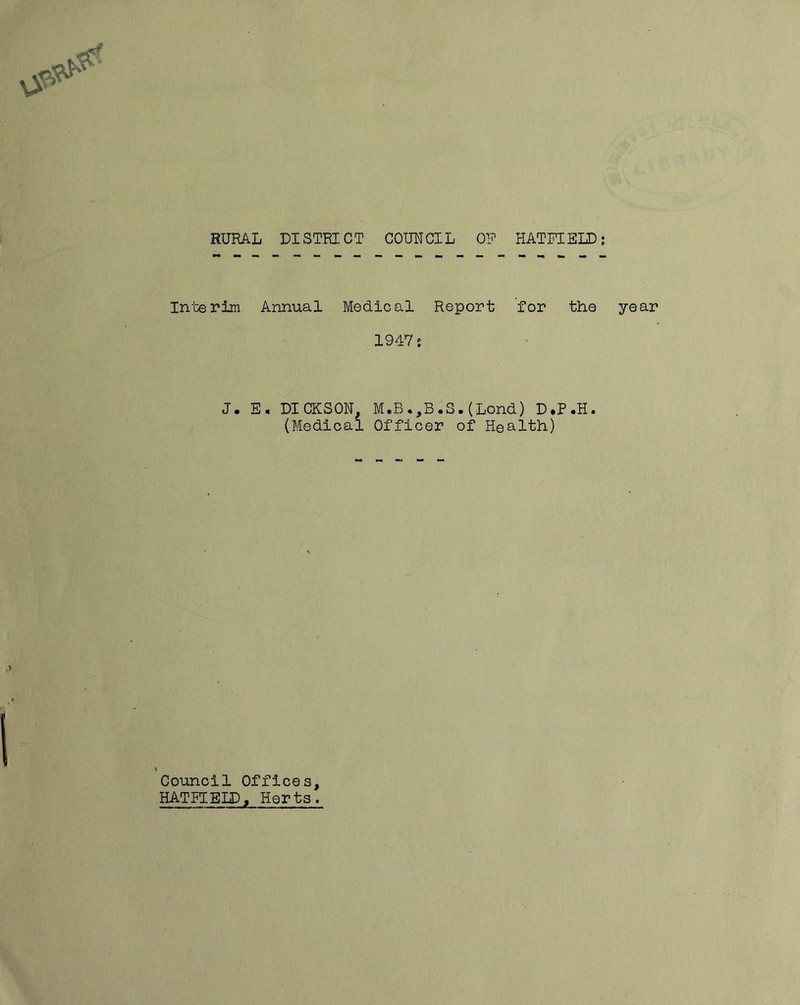 LIBRARY
RURAL DISTRICT COUNCIL OF HATFIELD:
Interim Annual Medical Report for the year
1947:
J. E. DICKSON, M.B.,B.S.(Lond) D.P.H.
(Medical Officer of Health)
Council Offices,
HATFIELD, Herts.